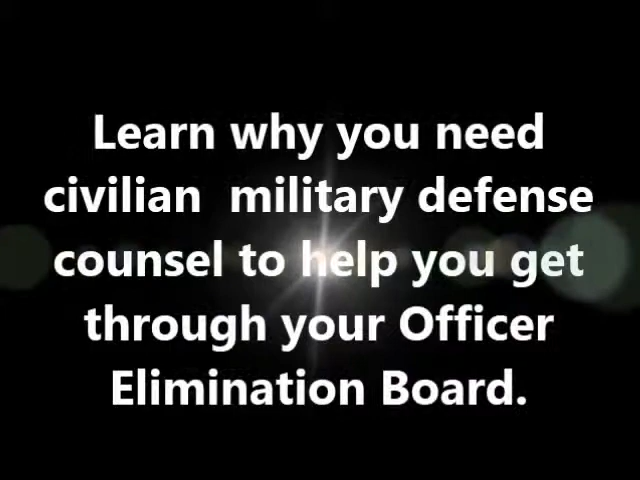 Learn why you need
civilian  military defense
counsel to help you get
through your Officer
Elimination Board.